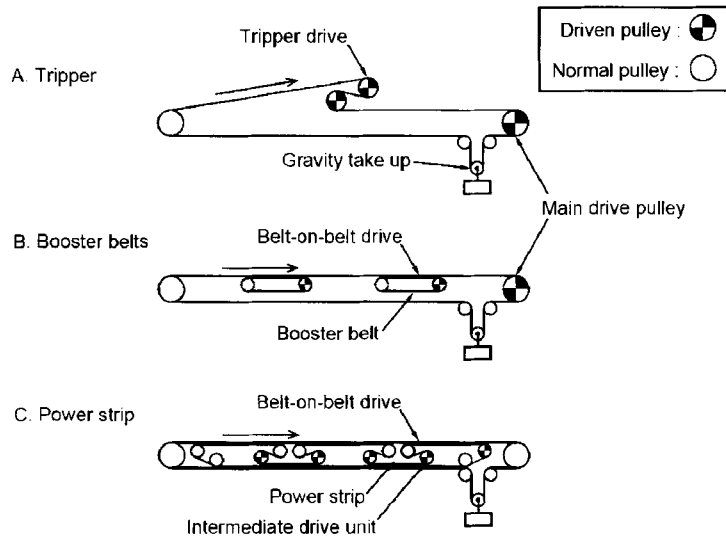 Driven pulley :
Normal pulley :
Tripper drive
A. Tripper
Gravity take up
Main drive pulley
B. Booster belts
Belt-on-belt drive
Booster belt
C. Power strip
Belt-on-belt drive
Power strip
Intermediate drive unit